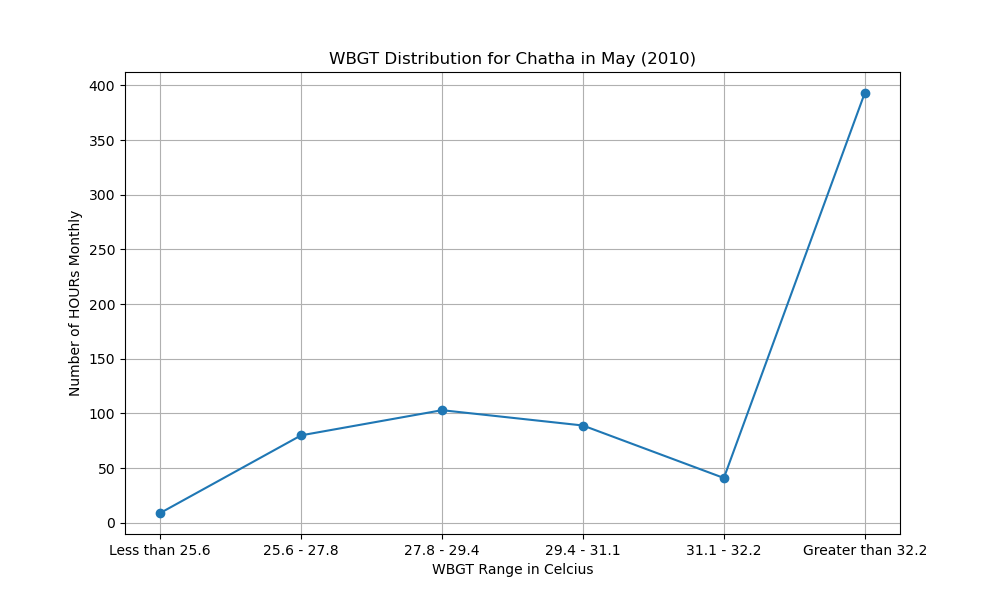 WBGT Distribution for Chatha in May (2010)
400
350
300
250
200
150
100
50
0
Number of HOURs Monthly
Less than 25.6
25.6 - 27.8
27.8 - 29.4
29.4 - 31.1
31.1 - 32.2
Greater than 32.2
WBGT Range in Celcius